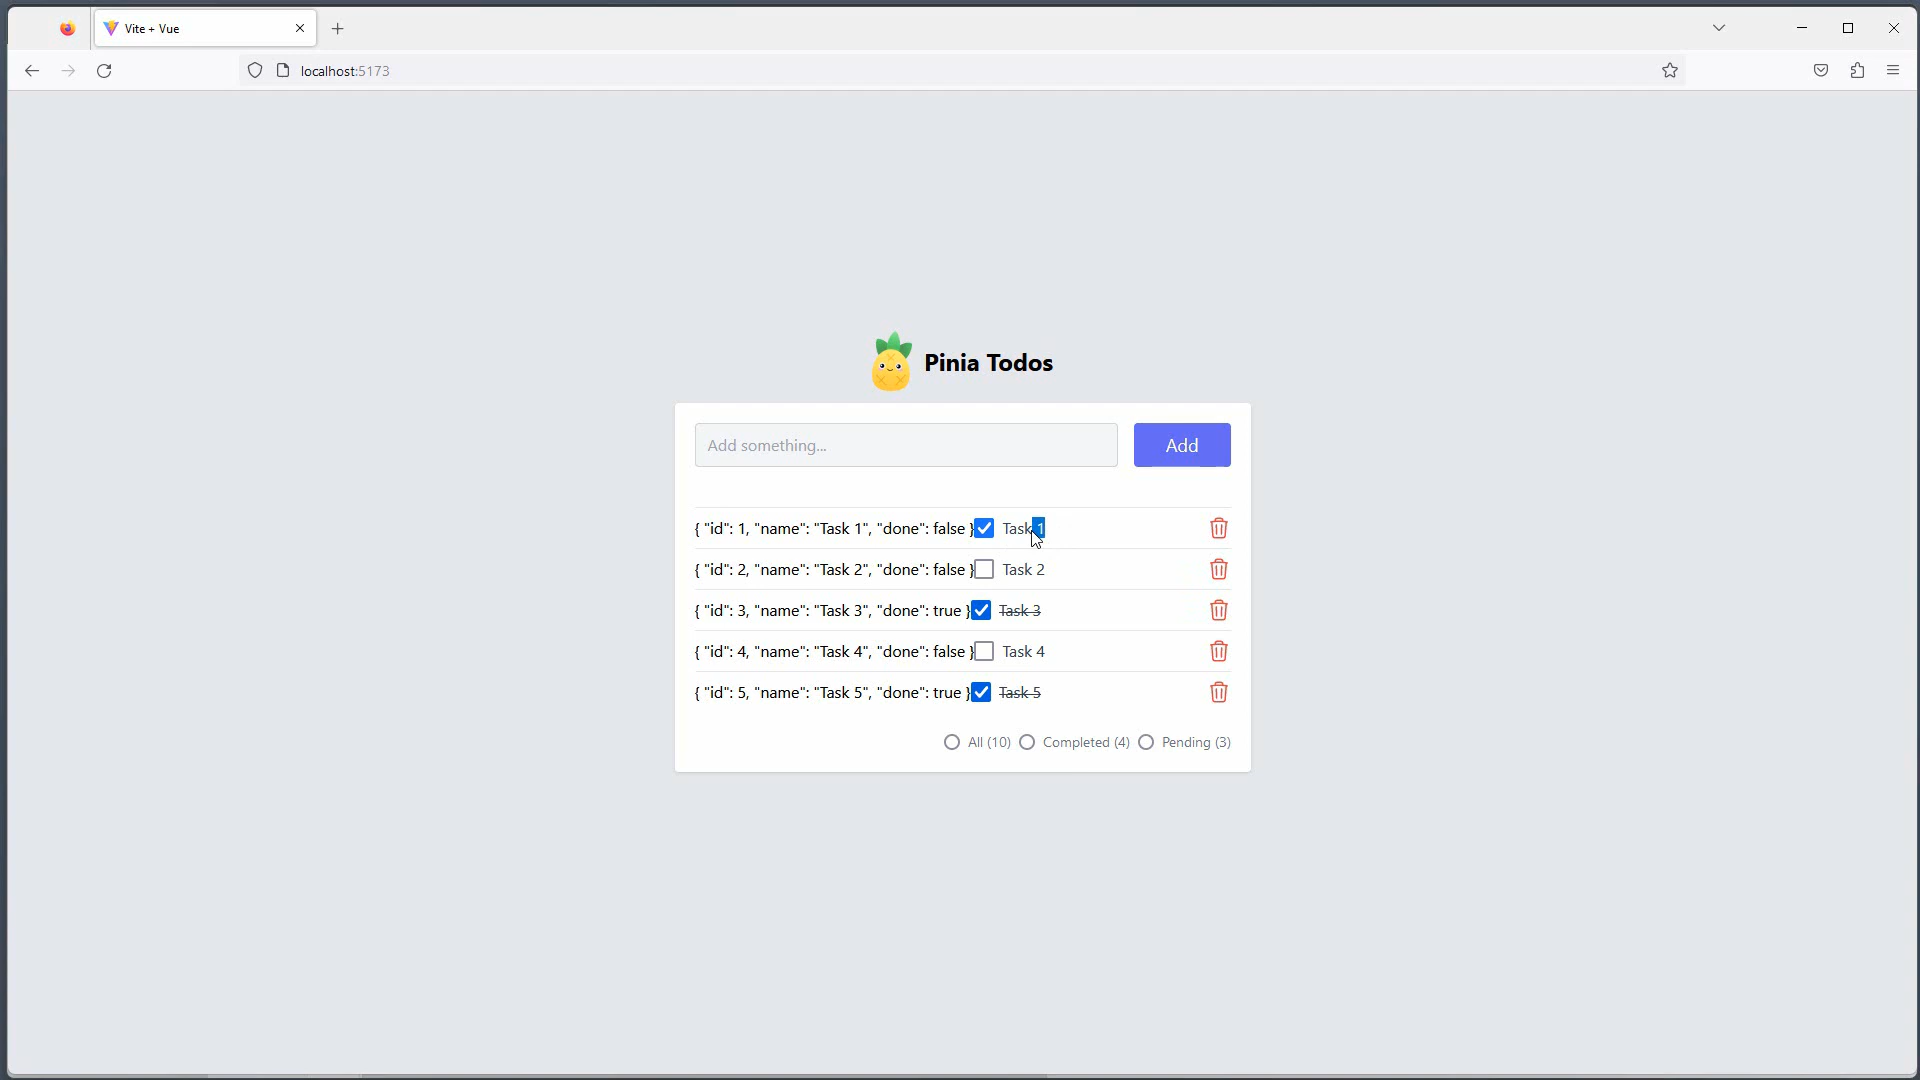 Vite + Vue
localhost:5173
Pinia Todos
Add something...
Add
{ "id": 1, "name": "Task 1", "done": false } Task 1
{ "id": 2, "name": "Task 2", "done": false } Task 2
{ "id": 3, "name": "Task 3", "done": true } Task 3
{ "id": 4, "name": "Task 4", "done": false } Task 4
{ "id": 5, "name": "Task 5", "done": true } Task 5
All (10) Completed (4) Pending (3)